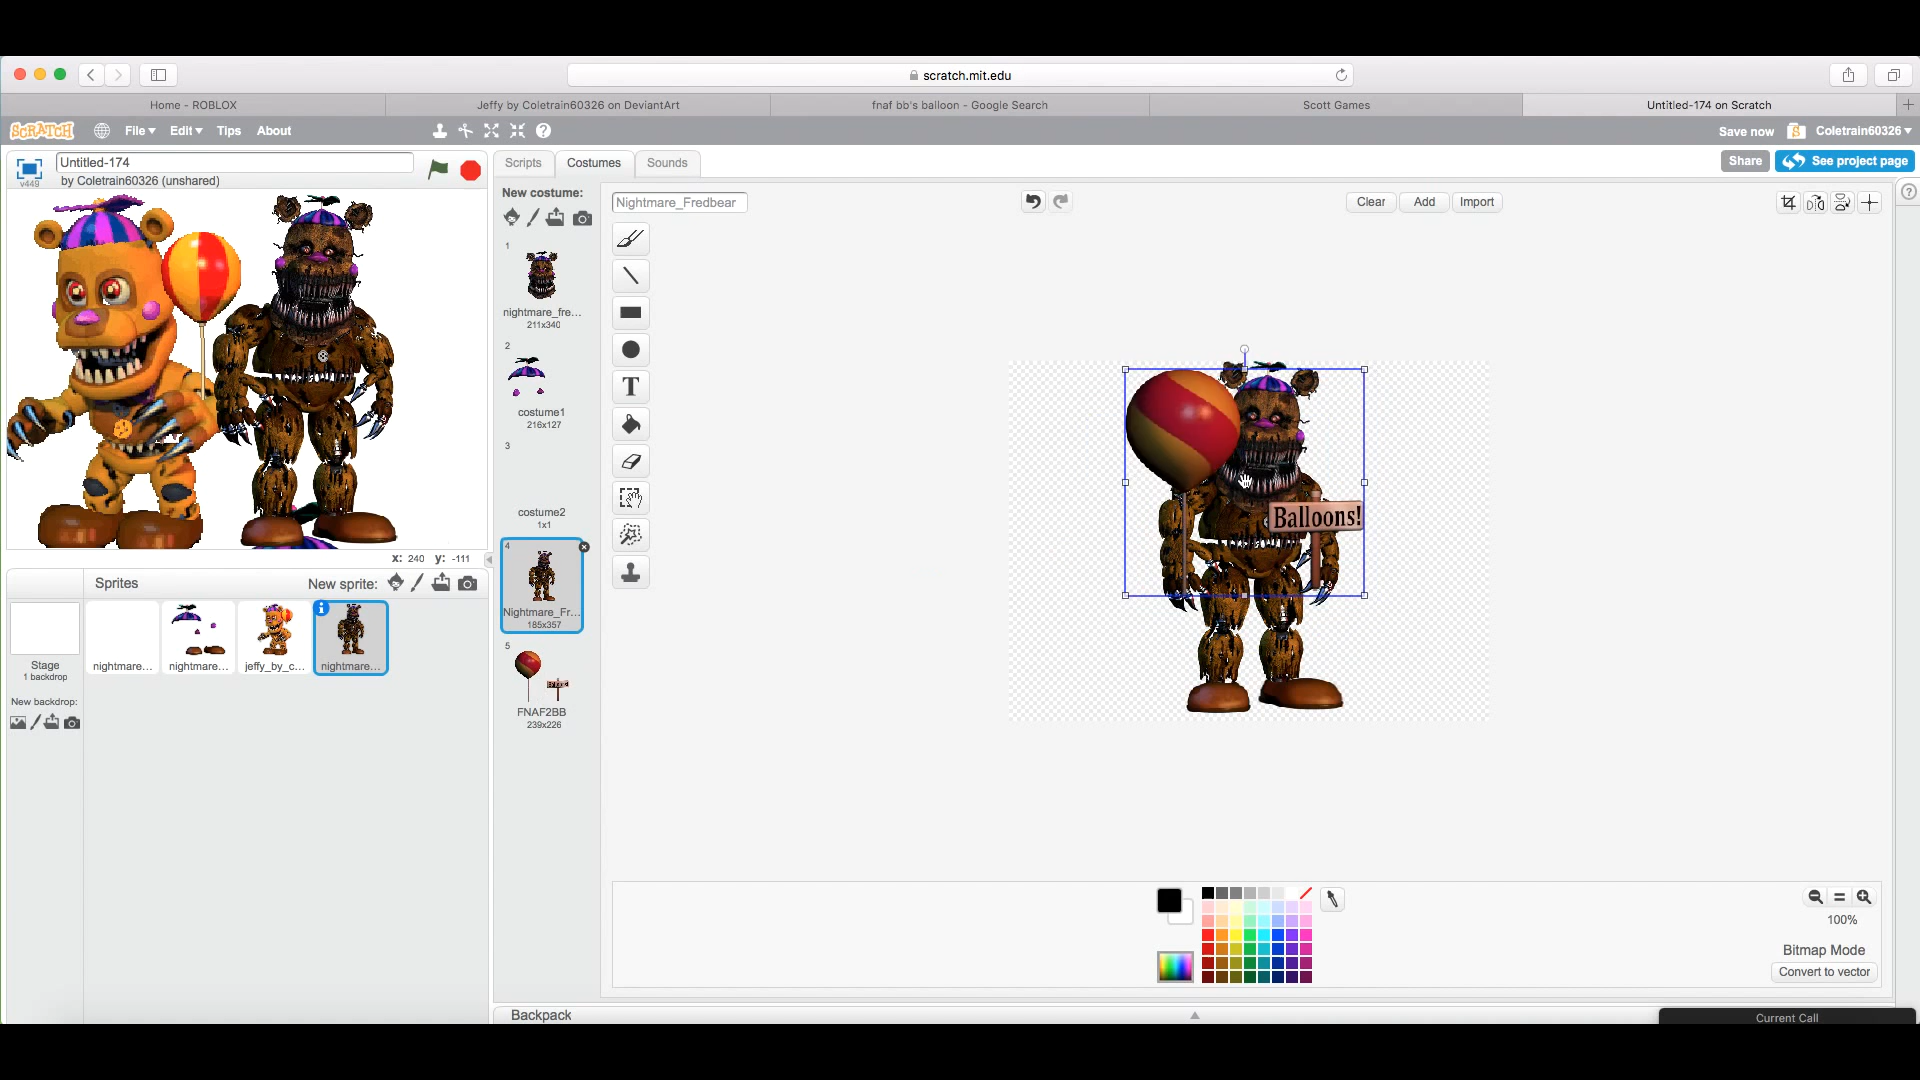 scratch.mit.edu
Home - ROBLOX
Jeffy by Coletrain60326 on DeviantArt
fnaf bb's balloon - Google Search
Scott Games
Untitled-174 on Scratch
SCRATCH
File
Edit
Tips
About
Save now
Coletrain60326
v449
Untitled-174
by Coletrain60326 (unshared)
Scripts
Costumes
Sounds
Share
See project page
New costume:
Nightmare_Fredbear
Clear
Add
Import
1
nightmare_fre...
211x340
2
costume1
216x127
3
costume2
1x1
4
Nightmare_Fr...
185x357
5
FNAF2BB
239x226
T
Balloons!
x: 240 y: -111
Sprites
New sprite:
nightmare...
nightmare...
jeffy_by_c...
nightmare...
Stage
1 backdrop
New backdrop:
100%
Bitmap Mode
Convert to vector
Backpack
Current Call